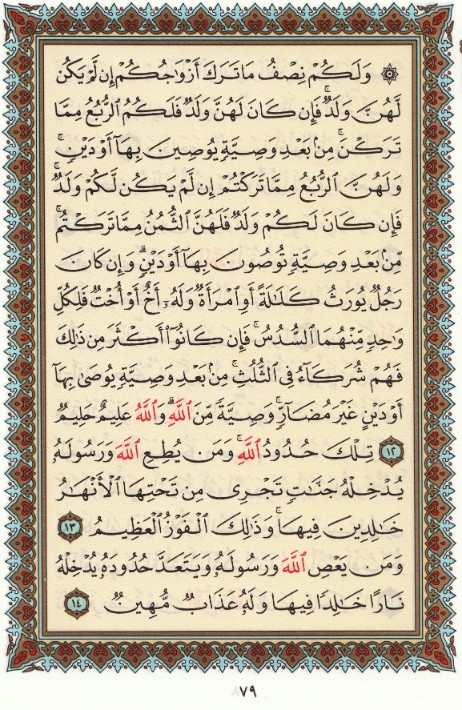 ۞ وَلَكُمْ نِصْفُ مَا تَرَكَ أَزْوَٰجُكُمْ إِن لَّمْ يَكُن
لَّهُنَّ وَلَدٌ ۚ فَإِن كَانَ لَهُنَّ وَلَدٌ فَلَكُمُ ٱلرُّبُعُ مِمَّا
تَرَكْنَ ۚ مِنۢ بَعْدِ وَصِيَّةٍ يُوصِينَ بِهَآ أَوْ دَيْنٍ ۚ
وَلَهُنَّ ٱلرُّبُعُ مِمَّا تَرَكْتُمْ إِن لَّمْ يَكُن لَّكُمْ وَلَدٌ ۚ
فَإِن كَانَ لَكُمْ وَلَدٌ فَلَهُنَّ ٱلثُّمُنُ مِمَّا تَرَكْتُم ۚ
مِّنۢ بَعْدِ وَصِيَّةٍ تُوصُونَ بِهَآ أَوْ دَيْنٍ ۗ وَإِن كَانَ
رَجُلٌ يُورَثُ كَلَٰلَةً أَوِ ٱمْرَأَةٌ وَلَهُۥٓ أَخٌ أَوْ أُخْتٌ فَلِكُلِّ
وَٰحِدٍ مِّنْهُمَا ٱلسُّدُسُ ۚ فَإِن كَانُوٓا۟ أَكْثَرَ مِن ذَٰلِكَ
فَهُمْ شُرَكَآءُ فِى ٱلثُّلُثِ ۚ مِنۢ بَعْدِ وَصِيَّةٍ يُوصَىٰ بِهَآ
أَوْ دَيْنٍ غَيْرَ مُضَآرٍّ ۚ وَصِيَّةً مِّنَ ٱللَّهِ ۗ وَٱللَّهُ عَلِيمٌ حَلِيمٌ
١٢ تِلْكَ حُدُودُ ٱللَّهِ ۚ وَمَن يُطِعِ ٱللَّهَ وَرَسُولَهُۥ
يُدْخِلْهُ جَنَّٰتٍ تَجْرِى مِن تَحْتِهَا ٱلْأَنْهَٰرُ
خَٰلِدِينَ فِيهَا ۚ وَذَٰلِكَ ٱلْفَوْزُ ٱلْعَظِيمُ ١٣
وَمَن يَعْصِ ٱللَّهَ وَرَسُولَهُۥ وَيَتَعَدَّ حُدُودَهُۥ يُدْخِلْهُ
نَارًا خَٰلِدًا فِيهَا وَلَهُۥ عَذَابٌ مُّهِينٌ ١٤
٧٩